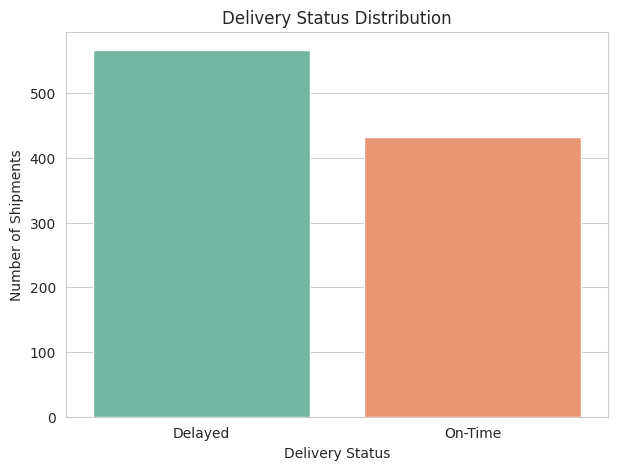 Delivery Status Distribution
Number of Shipments
500
400
300
200
100
0
Delayed
On-Time
Delivery Status